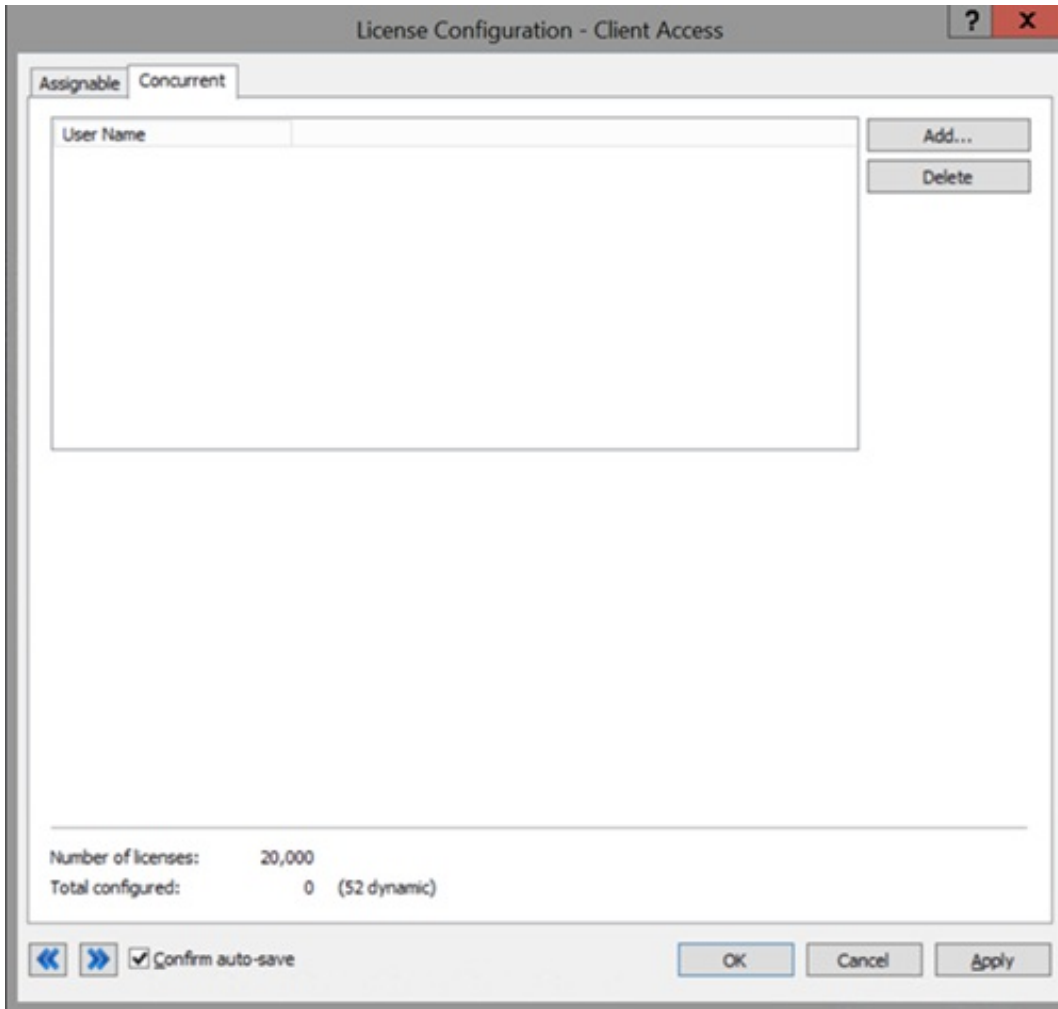 License Configuration - Client Access
? X
Assignable Concurrent
User Name
Add...
Delete
Number of licenses: 20,000
Total configured: 0 (52 dynamic)
Confirm auto-save
OK Cancel Apply